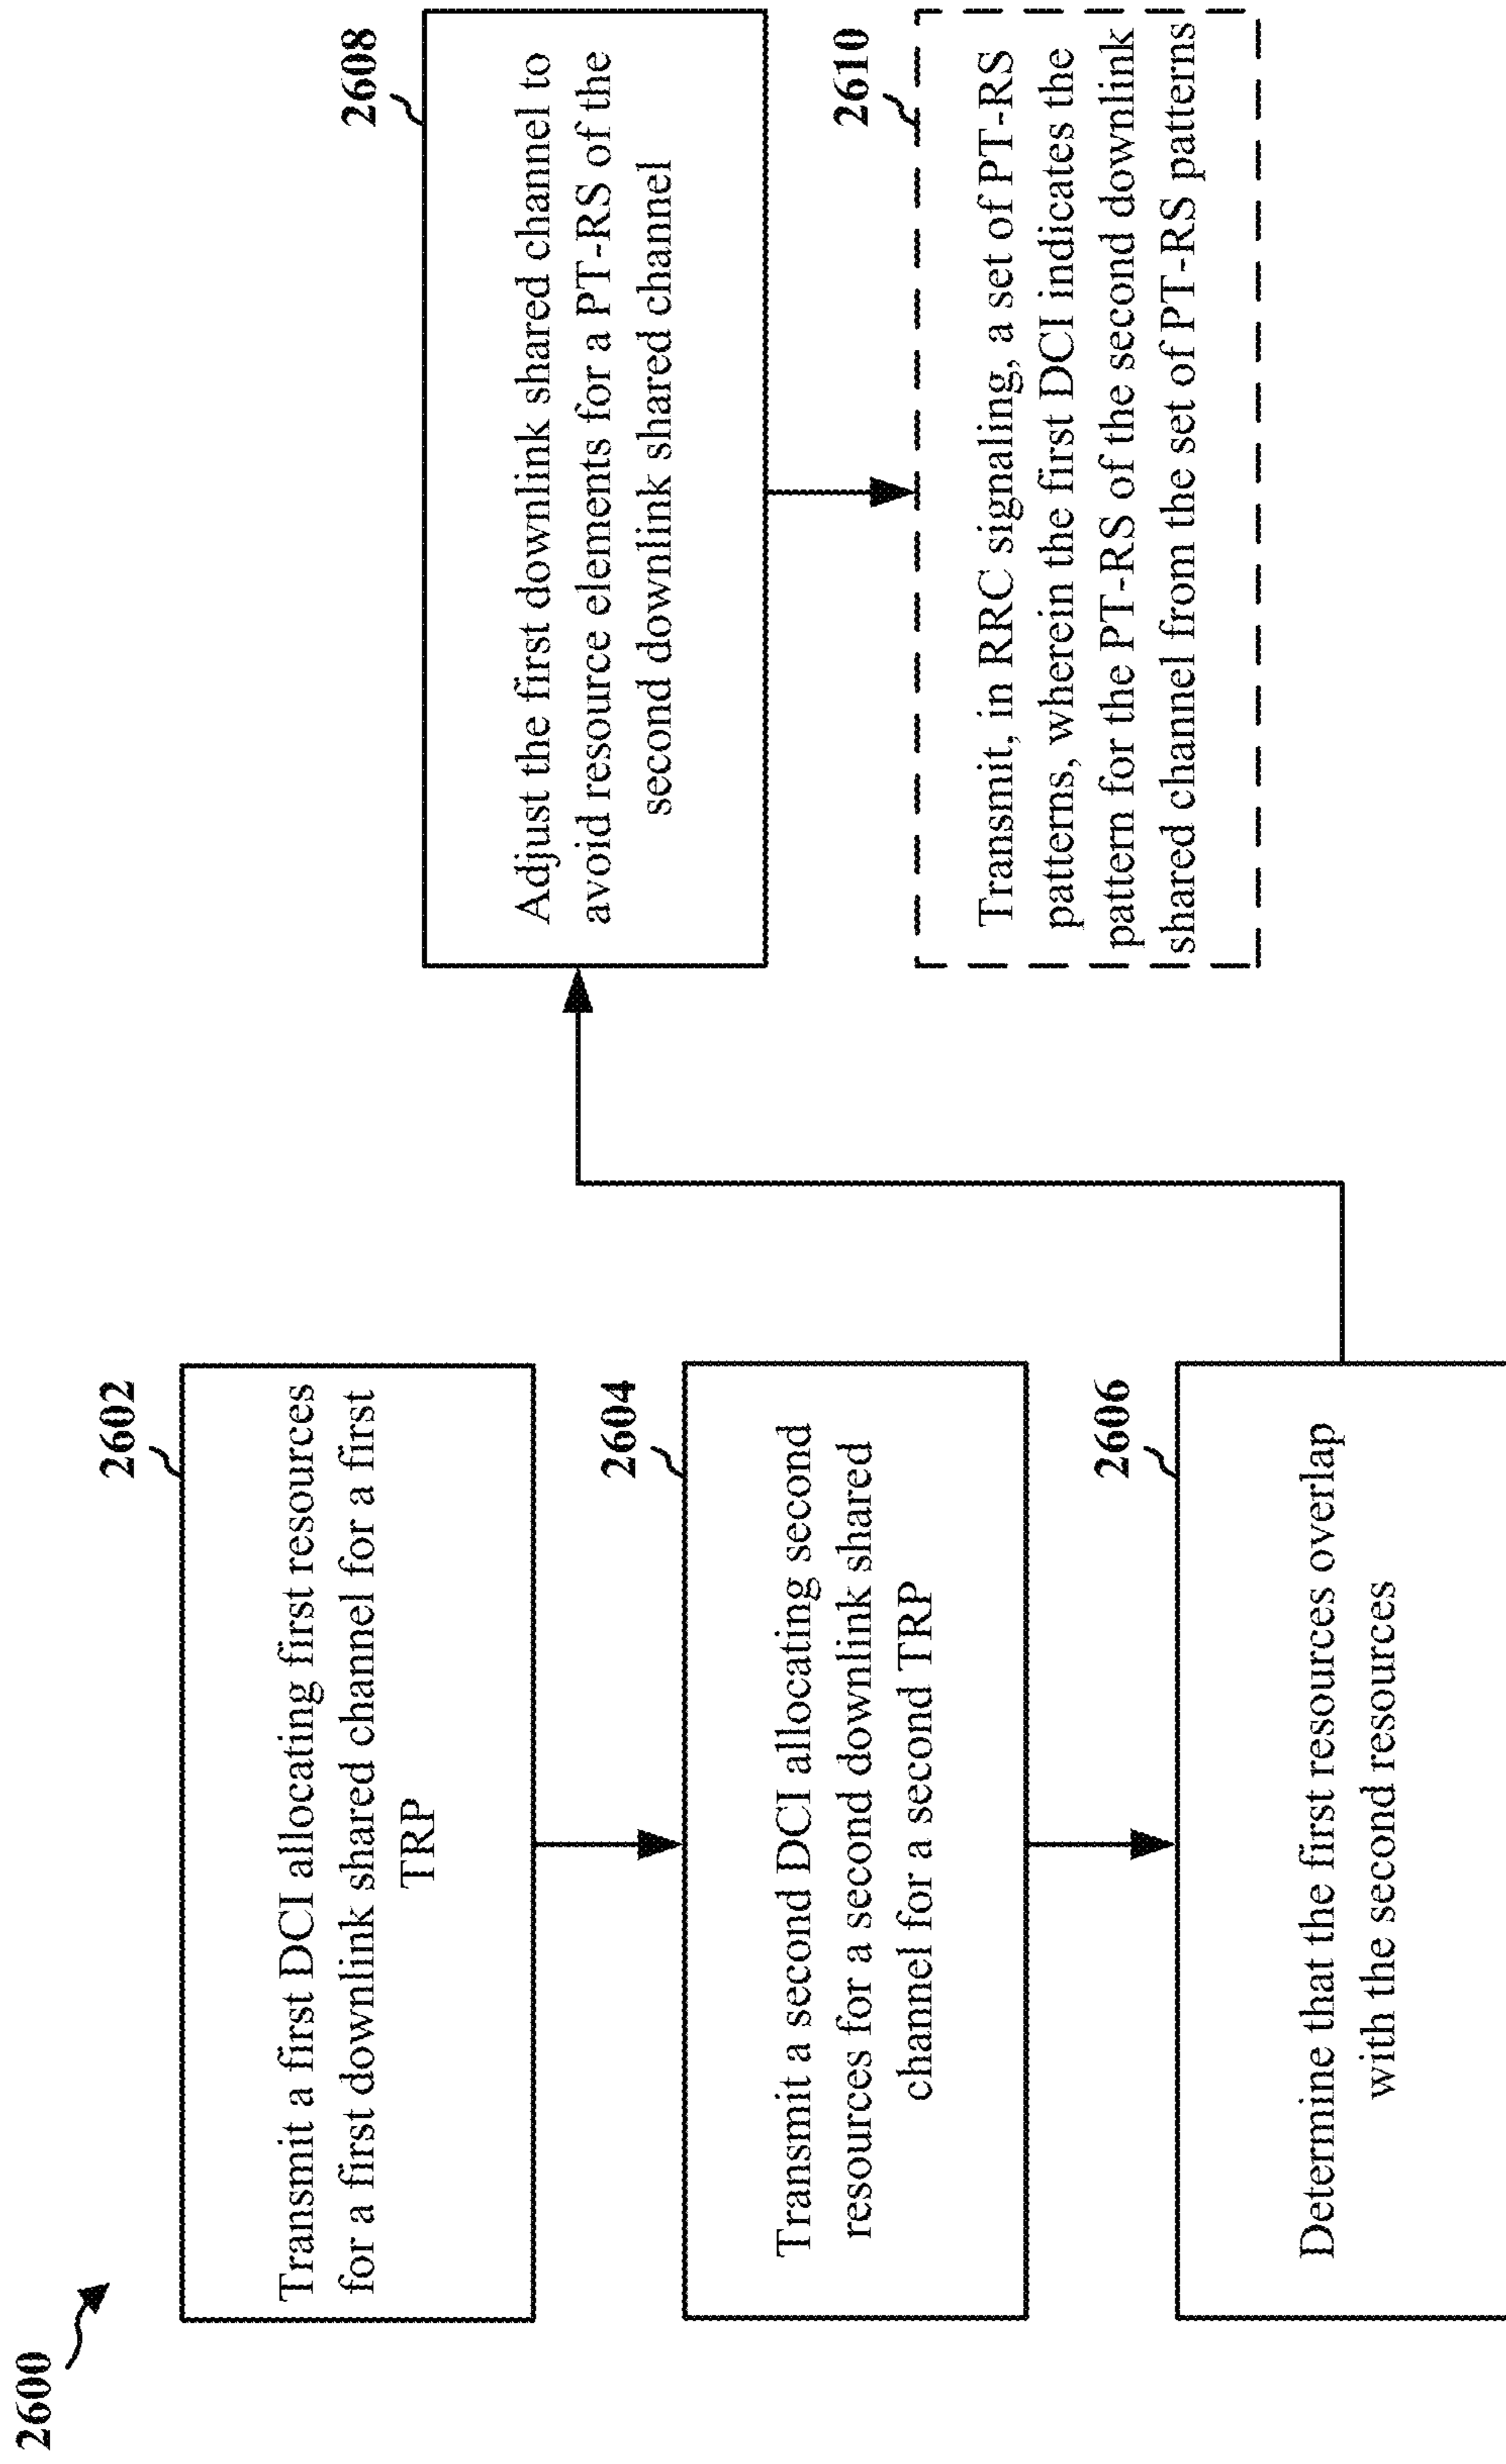 2600
2602
Transmit a first DCI allocating first resources
for a first downlink shared channel for a first
TRP
2604
Transmit a second DCI allocating second
resources for a second downlink shared
channel for a second TRP
2606
Determine that the first resources overlap
with the second resources
2608
Adjust the first downlink shared channel to
avoid resource elements for a PT-RS of the
second downlink shared channel
2610
Transmit, in RRC signaling, a set of PT-RS
patterns, wherein the first DCI indicates the
pattern for the PT-RS of the second downlink
shared channel from the set of PT-RS patterns